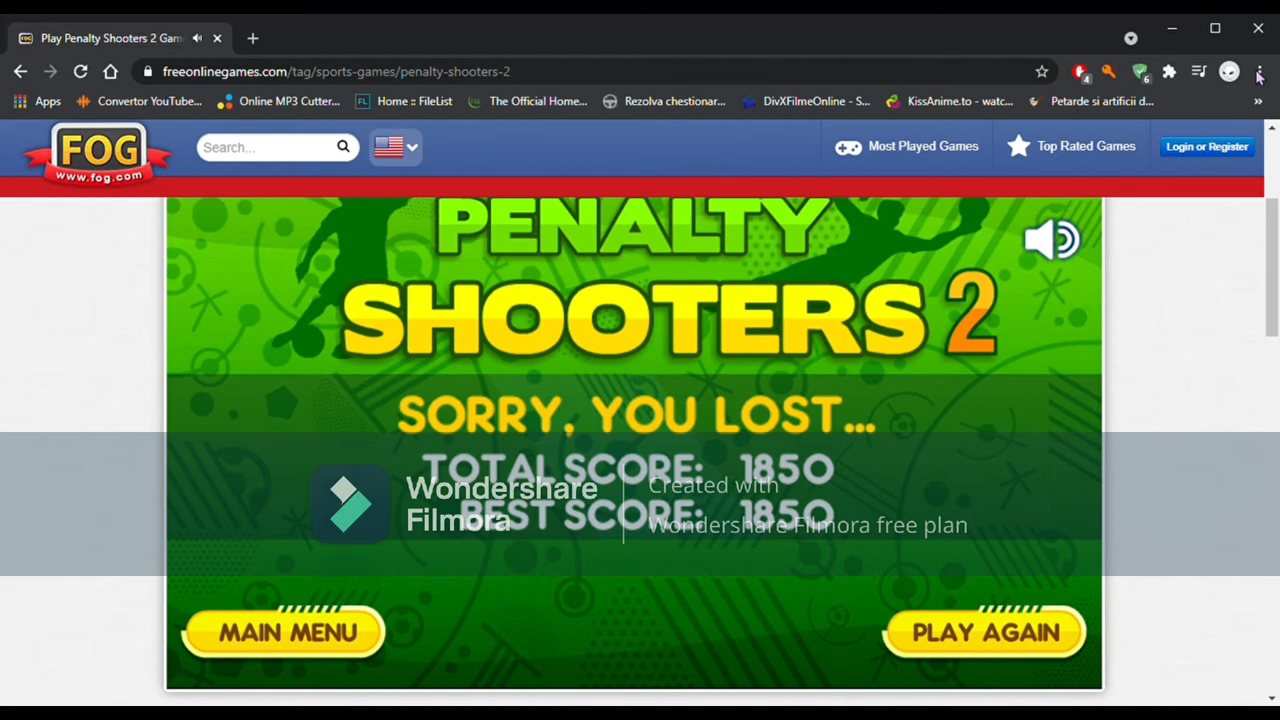 Play Penalty Shooters 2 Gam
freeonlinegames.com/tag/sports-games/penalty-shooters-2
4
6
Apps
Convertor YouTube...
Online MP3 Cutter...
FL Home :: FileList
The Official Home...
Rezolva chestionar...
DivXFilmeOnline - S...
KissAnime.to - watc...
Petarde si artificii d...
»
FOG
www.fog.com
Search...
Most Played Games
Top Rated Games
Login or Register
PENALTY
SHOOTERS 2
SORRY, YOU LOST...
TOTAL SCORE: 1850
BEST SCORE: 1850
Wondershare
Filmora
Created with
Wondershare Filmora free plan
MAIN MENU
PLAY AGAIN